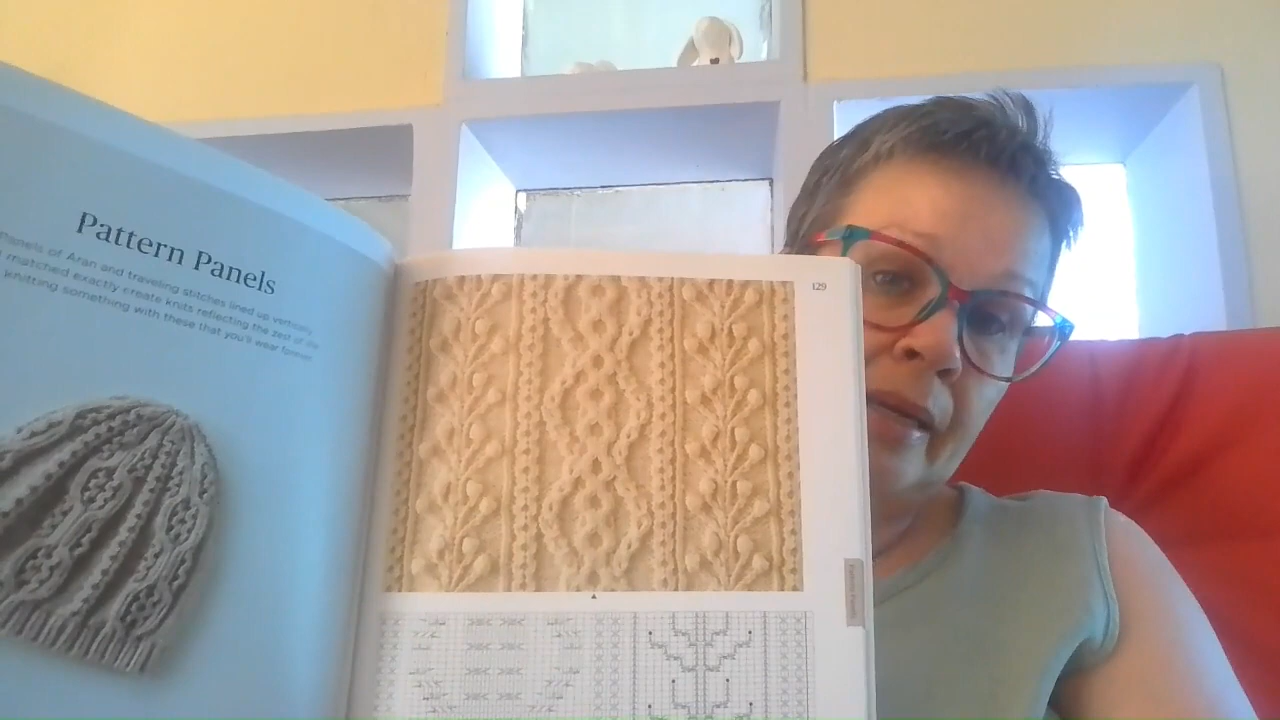 Pattern Panels
Panels of Aran and traveling stitches lined up vertically
matched exactly create knits reflecting the zest of
knitting something with these that you'll wear forever.
129